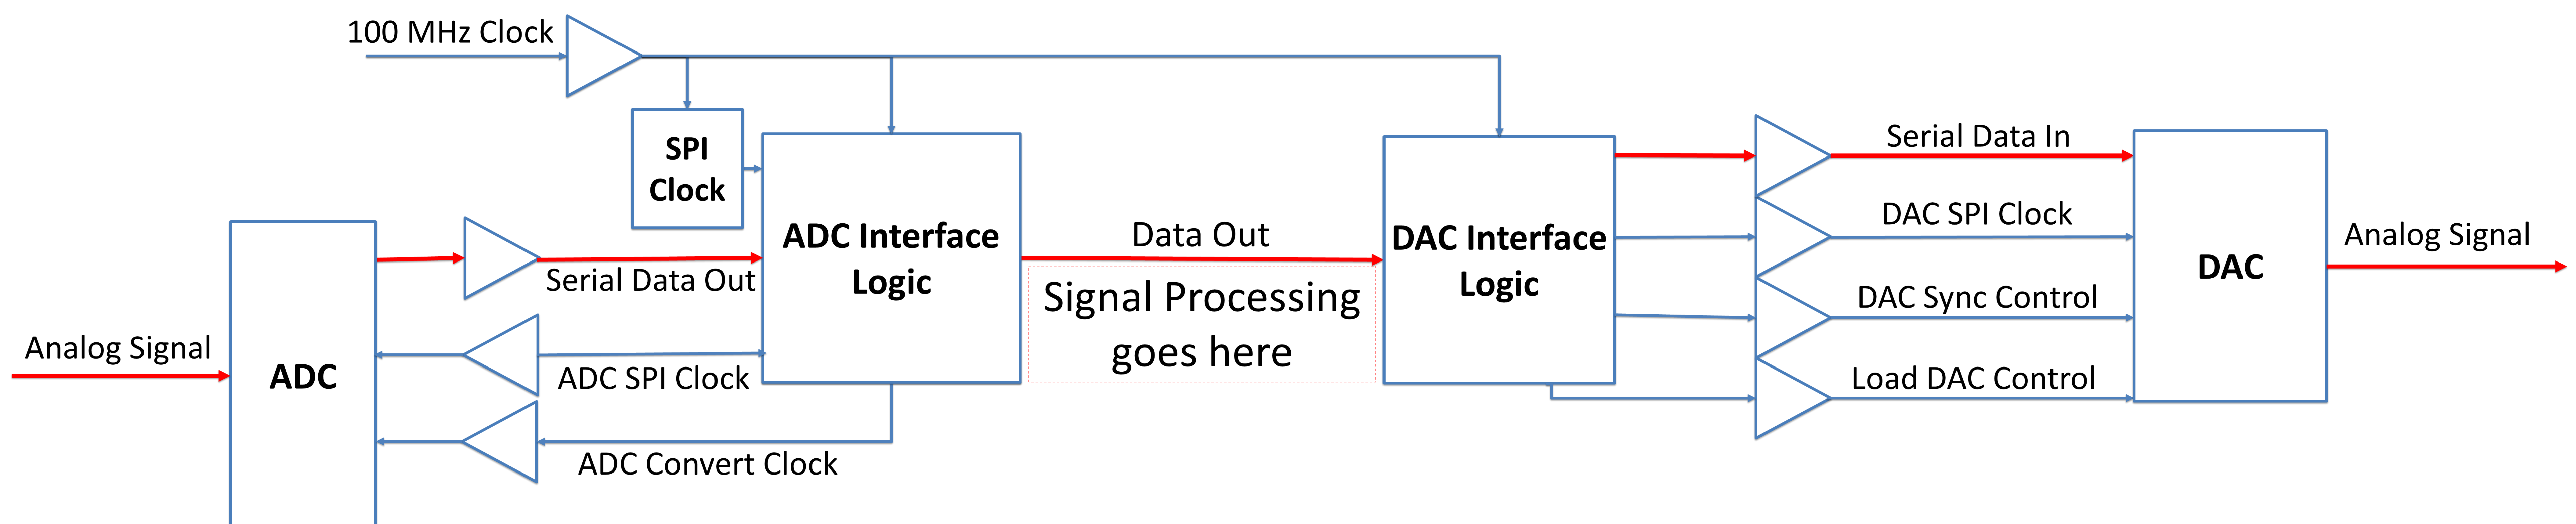 100 MHz Clock
SPI
Clock
ADC Interface
Logic
Serial Data Out
ADC SPI Clock
ADC Convert Clock
Analog Signal
ADC
Data Out
Signal Processing
goes here
DAC Interface
Logic
Serial Data In
DAC SPI Clock
DAC Sync Control
Load DAC Control
DAC
Analog Signal